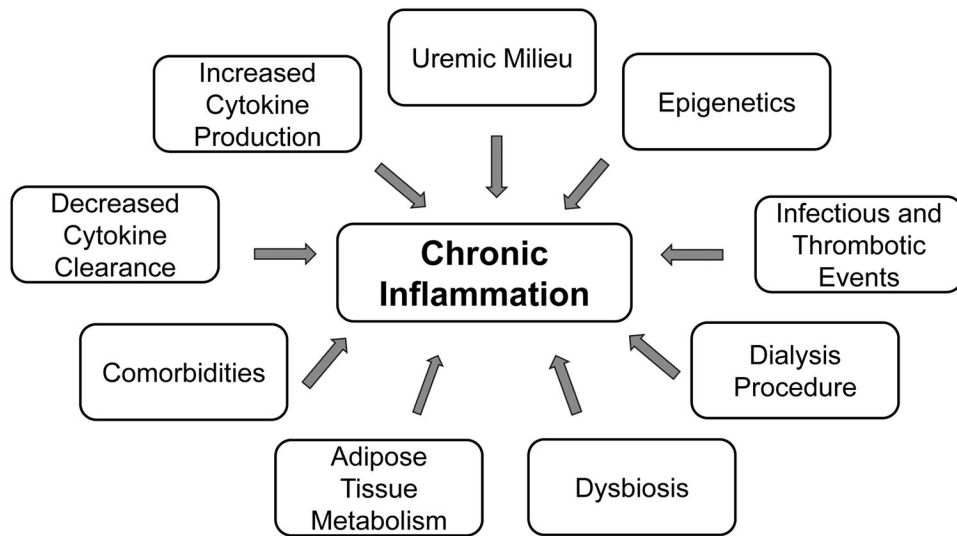 Uremic Milieu
Increased
Cytokine
Production
Epigenetics
Decreased
Cytokine
Clearance
Chronic
Inflammation
Infectious and
Thrombotic
Events
Comorbidities
Dialysis
Procedure
Adipose
Tissue
Metabolism
Dysbiosis